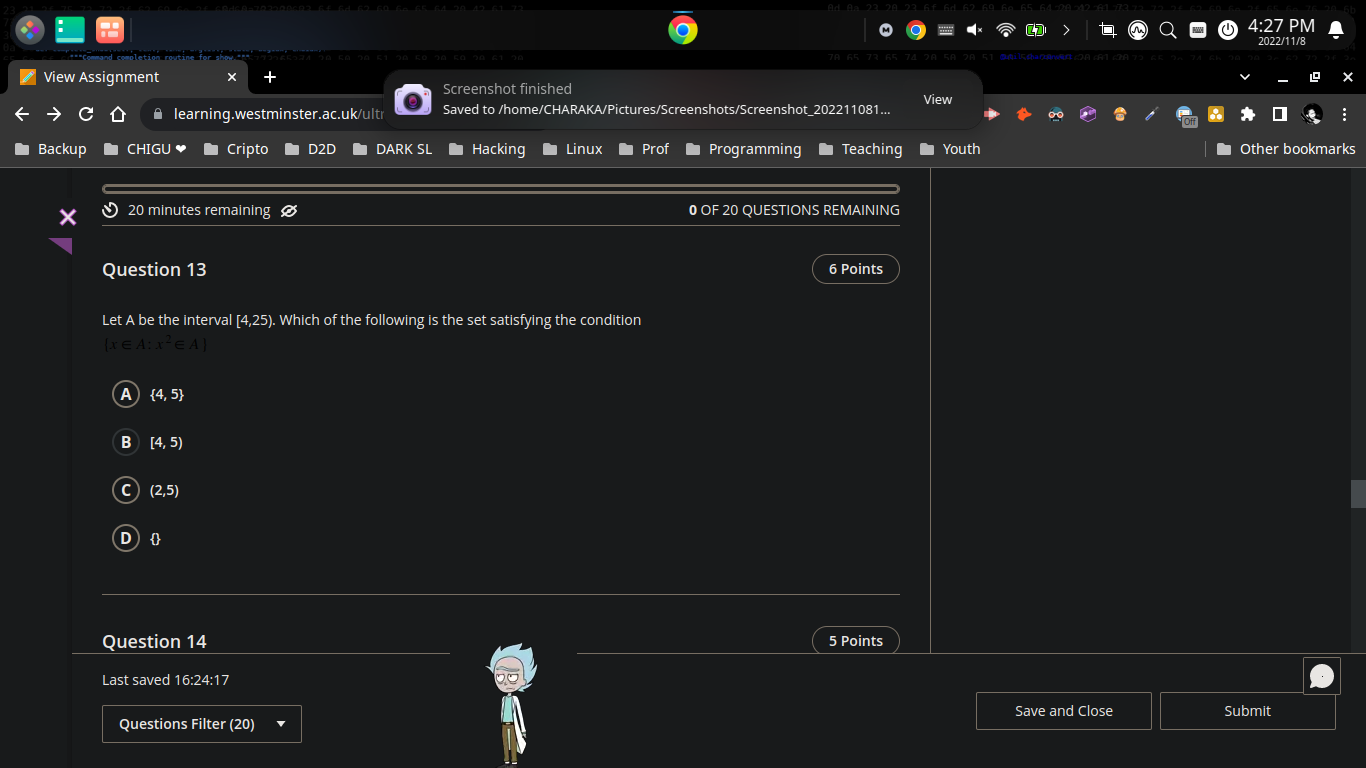 4:27 PM
2022/11/8
View Assignment
Screenshot finished
Saved to /home/CHARAKA/Pictures/Screenshots/Screenshot_202211081...
View
learning.westminster.ac.uk/ultr
Off
Backup CHIGU ❤ Cripto D2D DARK SL Hacking Linux Prof Programming Teaching Youth Other bookmarks
20 minutes remaining
0 OF 20 QUESTIONS REMAINING
Question 13
6 Points
Let A be the interval [4,25). Which of the following is the set satisfying the condition
{x ∈ A: x² ∈ A}
A {4, 5}
B [4, 5)
C (2,5)
D {}
Question 14
5 Points
Last saved 16:24:17
Questions Filter (20)
Save and Close
Submit